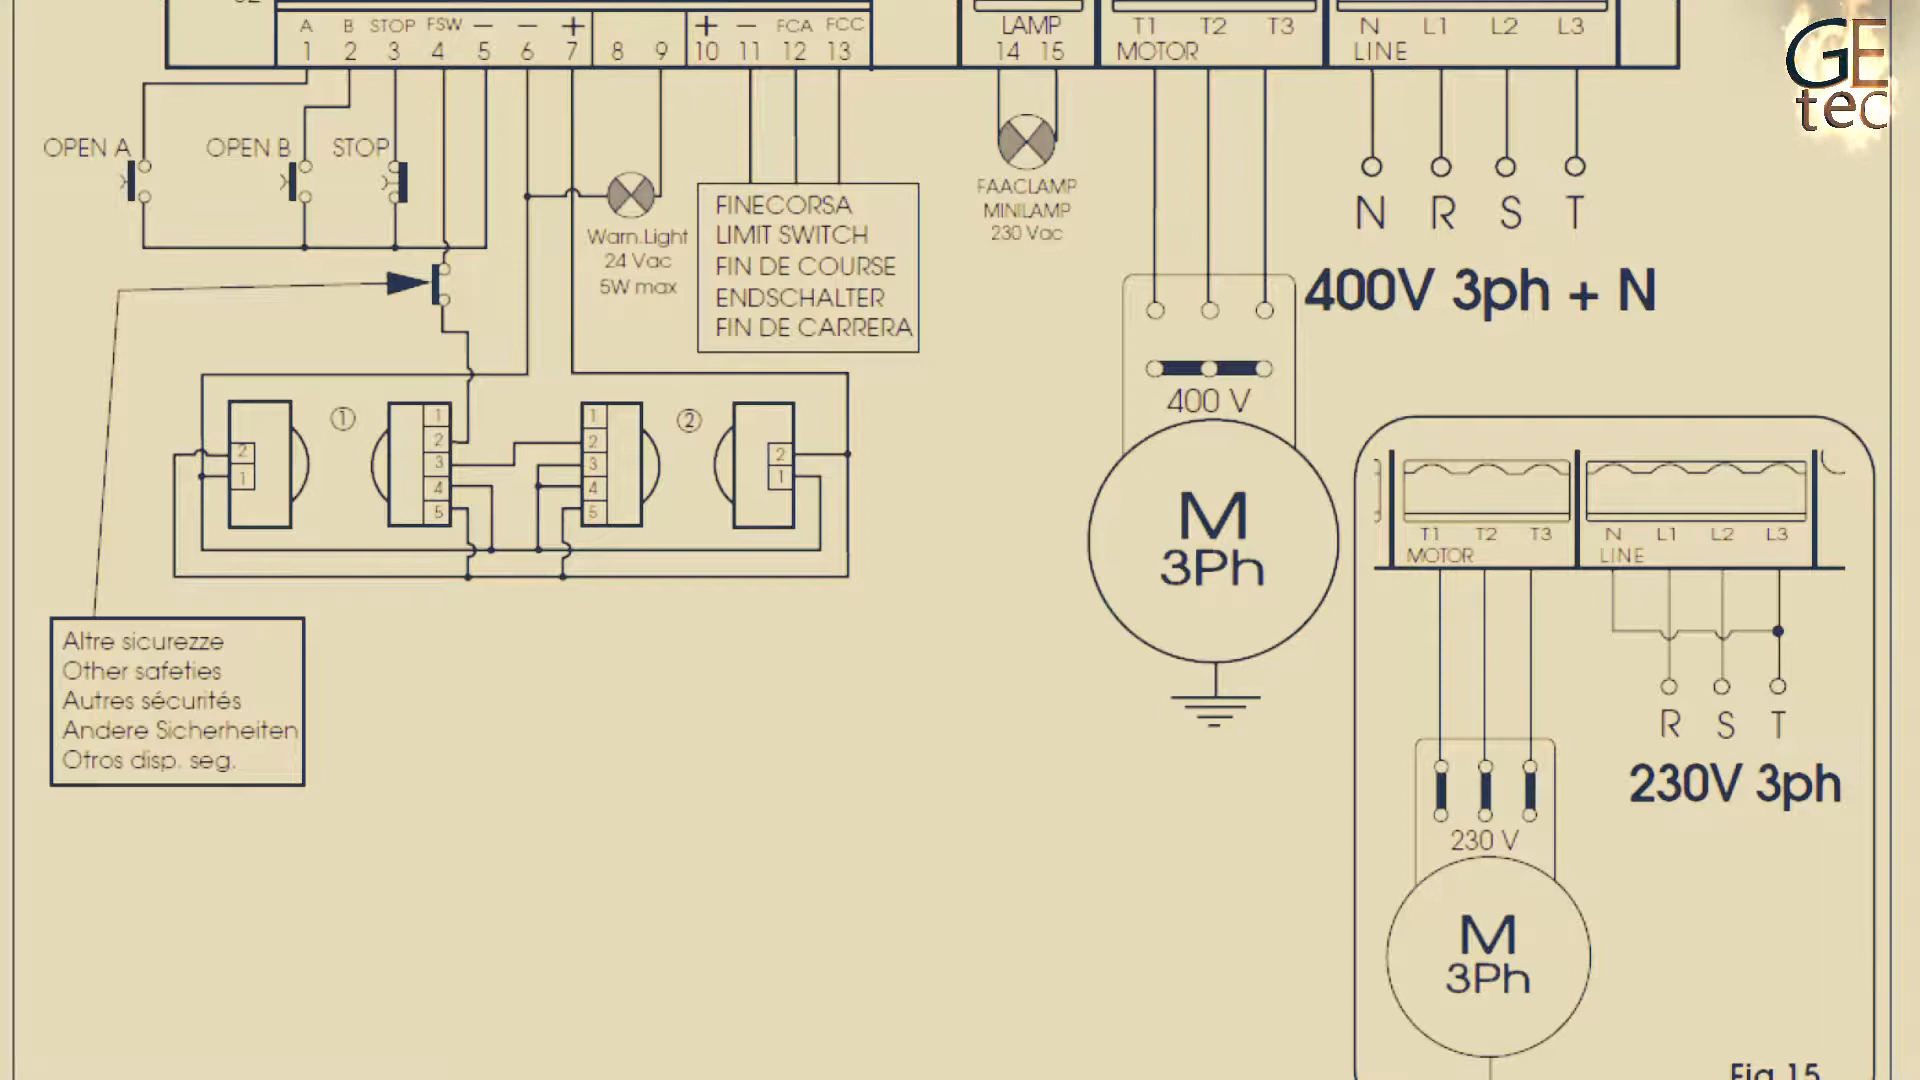 A B STOP FSW − − + + − FCA FCC
1 2 3 4 5 6 7 8 9 10 11 12 13
LAMP
14 15
T1 T2 T3
MOTOR
N L1 L2 L3
LINE
GE
tec
OPEN A
OPEN B
STOP
Warn.Light
24 Vac
5W max
FINECORSA
LIMIT SWITCH
FIN DE COURSE
ENDSCHALTER
FIN DE CARRERA
FAACLAMP
MINILAMP
230 Vac
N R S T
400V 3ph + N
400 V
M
3Ph
①
②
2
1
1
2
3
4
5
1
2
3
4
5
2
1
Altre sicurezze
Other safeties
Autres sécurités
Andere Sicherheiten
Otros disp. seg.
T1 T2 T3
MOTOR
N L1 L2 L3
LINE
R S T
230V 3ph
230 V
M
3Ph
Fig.15